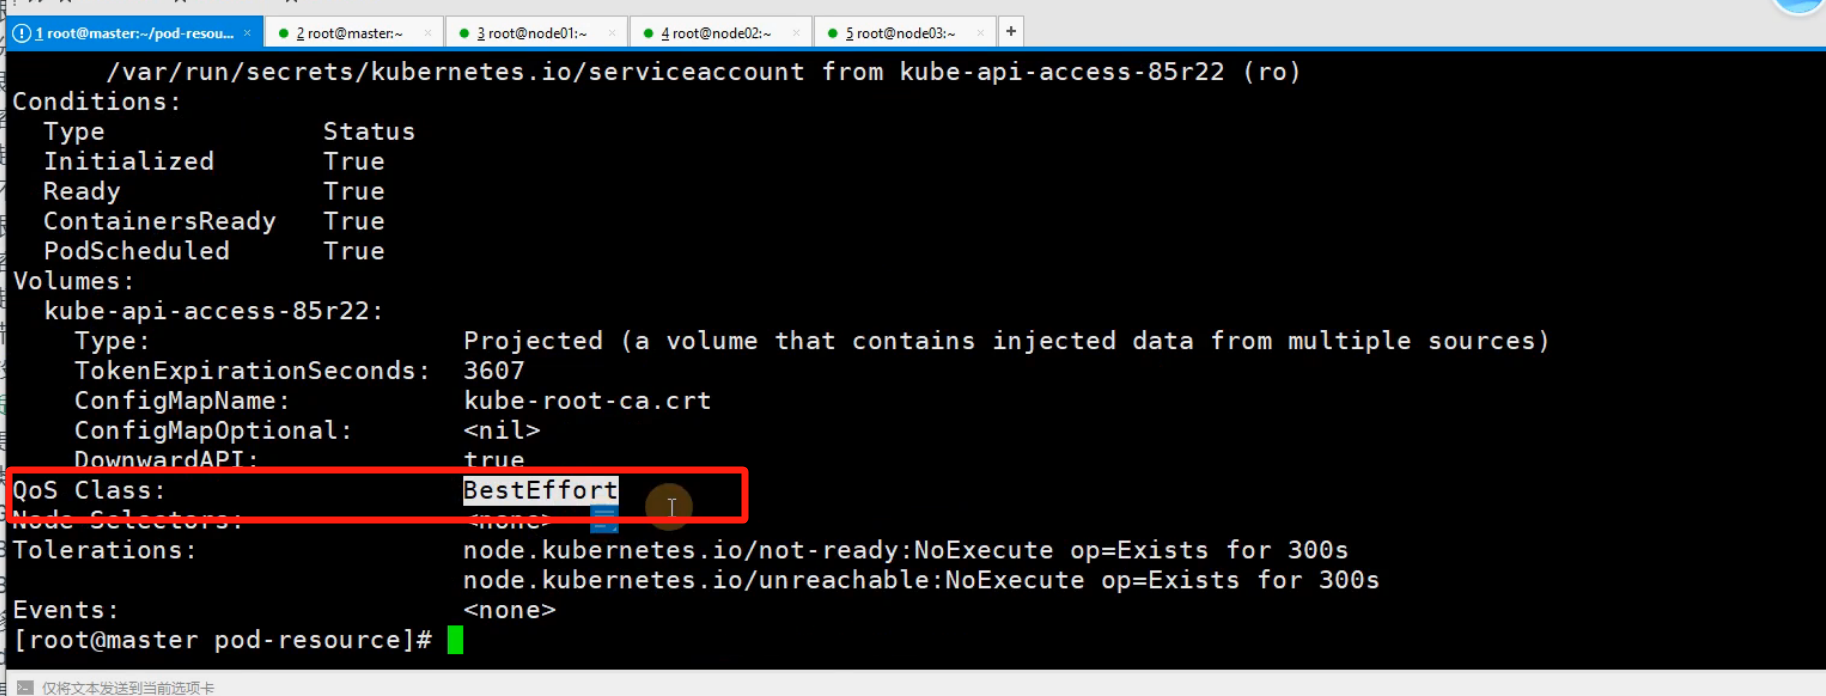 1 root@master:~/pod-resou... ×
2 root@master:~ ×
3 root@node01:~ ×
4 root@node02:~ ×
5 root@node03:~ ×
+
/var/run/secrets/kubernetes.io/serviceaccount from kube-api-access-85r22 (ro)
Conditions:
Type Status
Initialized True
Ready True
ContainersReady True
PodScheduled True
Volumes:
kube-api-access-85r22:
Type: Projected (a volume that contains injected data from multiple sources)
TokenExpirationSeconds: 3607
ConfigMapName: kube-root-ca.crt
ConfigMapOptional: <nil>
DownwardAPI: true
QoS Class: BestEffort
Node-Selectors: <none>
Tolerations: node.kubernetes.io/not-ready:NoExecute op=Exists for 300s
node.kubernetes.io/unreachable:NoExecute op=Exists for 300s
Events: <none>
[root@master pod-resource]#
仅将文本发送到当前选项卡